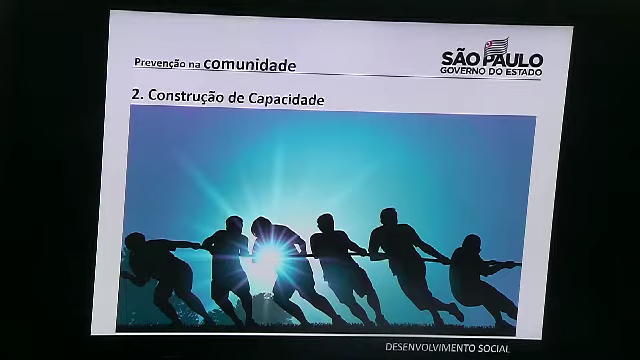 Prevenção na comunidade
SÃO PAULO
GOVERNO DO ESTADO
2. Construção de Capacidade
DESENVOLVIMENTO SOCIAL